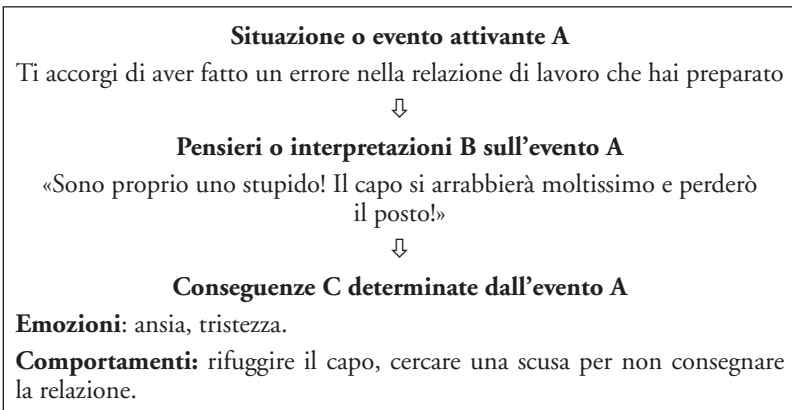 Situazione o evento attivante A
Ti accorgi di aver fatto un errore nella relazione di lavoro che hai preparato
⇩
Pensieri o interpretazioni B sull’evento A
«Sono proprio uno stupido! Il capo si arrabbierà moltissimo e perderò
il posto!»
⇩
Conseguenze C determinate dall’evento A
Emozioni: ansia, tristezza.
Comportamenti: rifuggire il capo, cercare una scusa per non consegnare
la relazione.